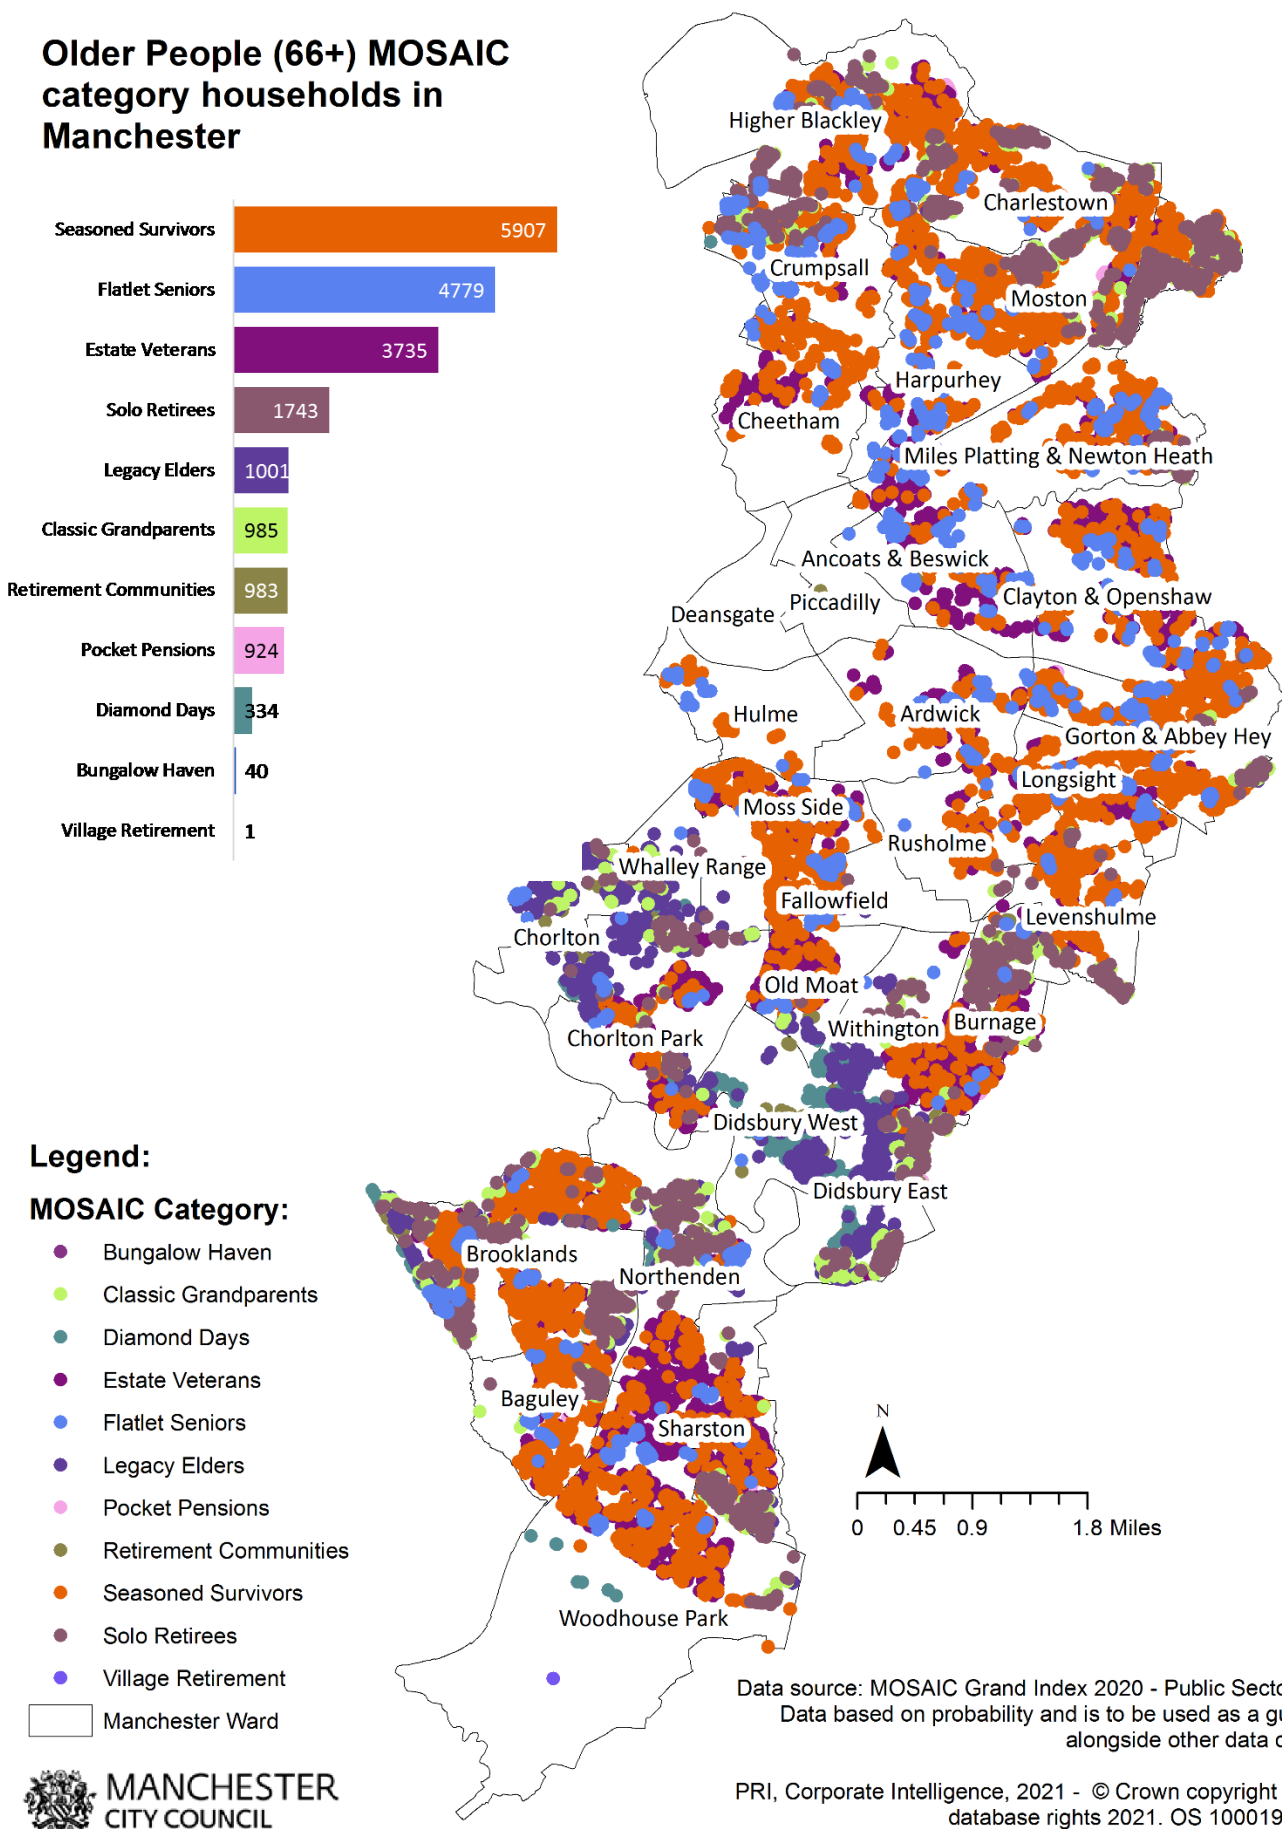 Older People (66+) MOSAIC
category households in
Manchester
Seasoned Survivors 5907
Flatlet Seniors 4779
Estate Veterans 3735
Solo Retirees 1743
Legacy Elders 1001
Classic Grandparents 985
Retirement Communities 983
Pocket Pensions 924
Diamond Days 334
Bungalow Haven 40
Village Retirement 1
Higher Blackley
Charlestown
Crumpsall
Moston
Harpurhey
Cheetham
Miles Platting & Newton Heath
Ancoats & Beswick
Clayton & Openshaw
Piccadilly
Deansgate
Hulme
Ardwick
Gorton & Abbey Hey
Longsight
Moss Side
Rusholme
Whalley Range
Fallowfield
Levenshulme
Chorlton
Old Moat
Withington
Burnage
Chorlton Park
Didsbury West
Didsbury East
Brooklands
Northenden
Baguley
Sharston
Woodhouse Park
Legend:
MOSAIC Category:
Bungalow Haven
Classic Grandparents
Diamond Days
Estate Veterans
Flatlet Seniors
Legacy Elders
Pocket Pensions
Retirement Communities
Seasoned Survivors
Solo Retirees
Village Retirement
Manchester Ward
N
0 0.45 0.9 1.8 Miles
Data source: MOSAIC Grand Index 2020 - Public Secto
Data based on probability and is to be used as a gu
alongside other data
PRI, Corporate Intelligence, 2021 - © Crown copyright
database rights 2021. OS 100019
MANCHESTER
CITY COUNCIL